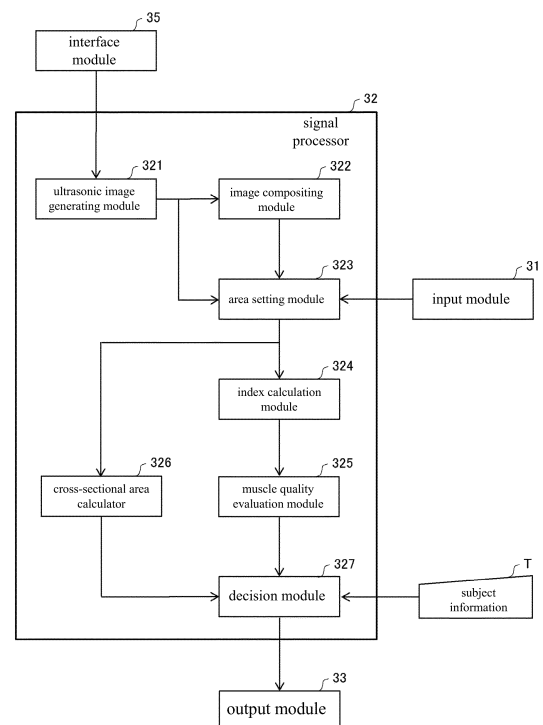 35
interface
module
32
signal
processor
321
ultrasonic image
generating module
322
image compositing
module
323
area setting module
31
input module
324
index calculation
module
326
cross-sectional area
calculator
325
muscle quality
evaluation module
327
decision module
T
subject
information
33
output module